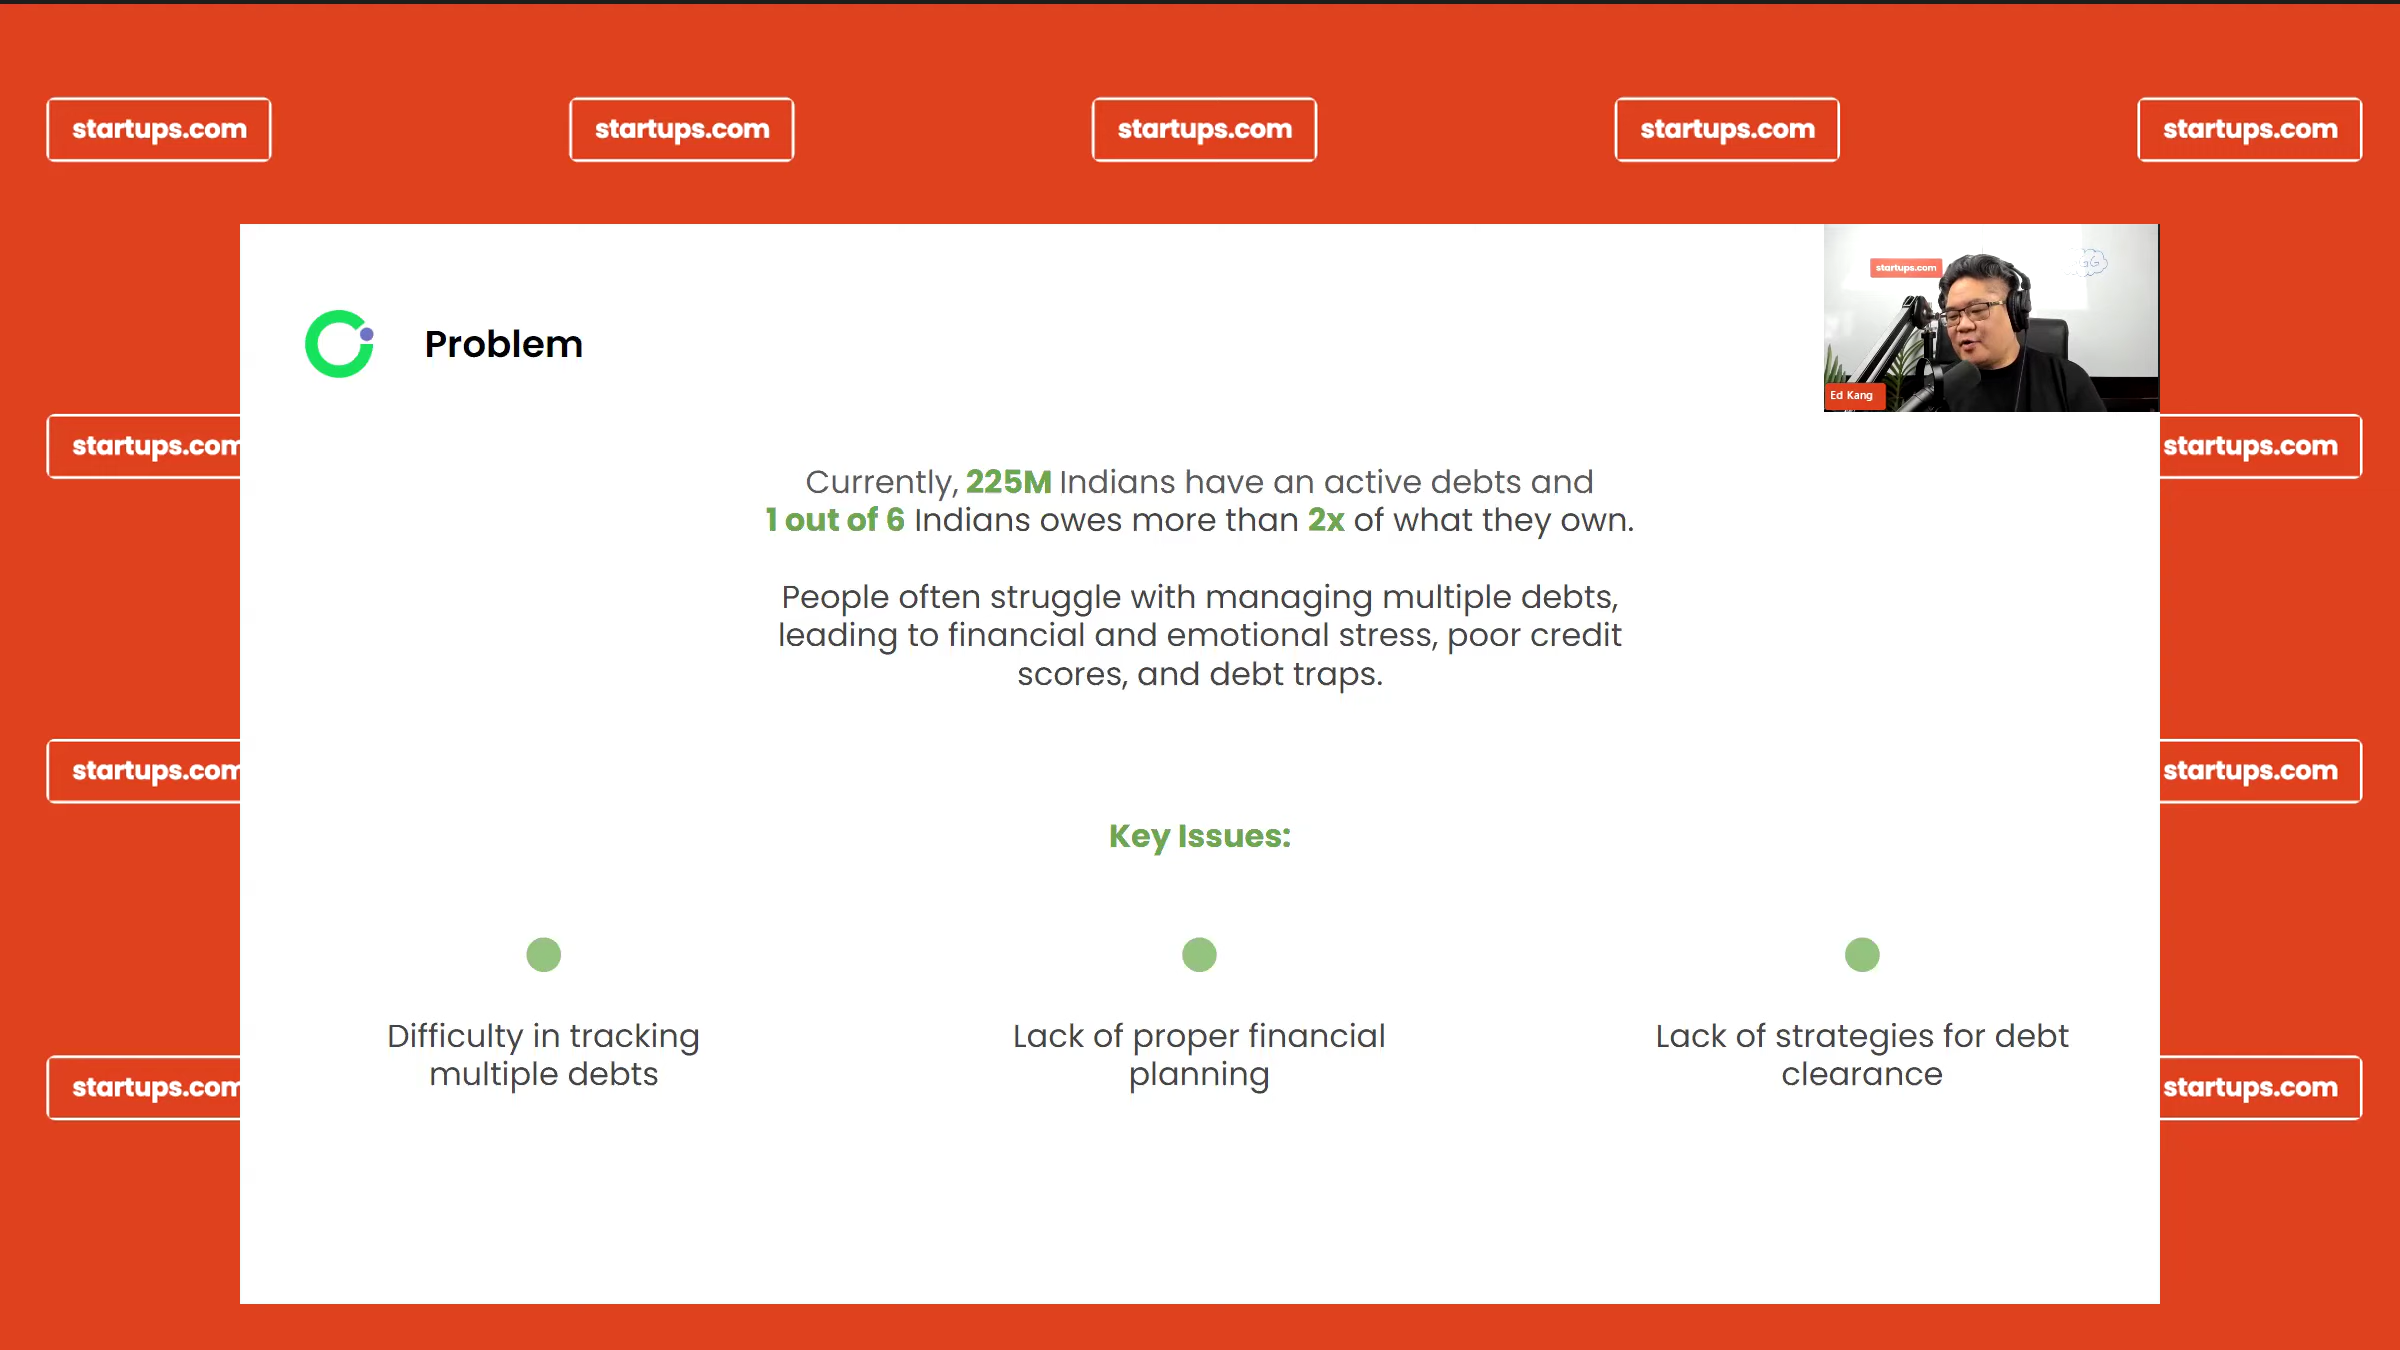 startups.com
startups.com
startups.com
startups.com
startups.com
startups.com
Problem
Ed Kang
startups.com
startups.com
Currently, 225M Indians have an active debts and
1 out of 6 Indians owes more than 2x of what they own.
People often struggle with managing multiple debts,
leading to financial and emotional stress, poor credit
scores, and debt traps.
startups.com
startups.com
Key Issues:
Difficulty in tracking
multiple debts
Lack of proper financial
planning
Lack of strategies for debt
clearance
startups.com
startups.com